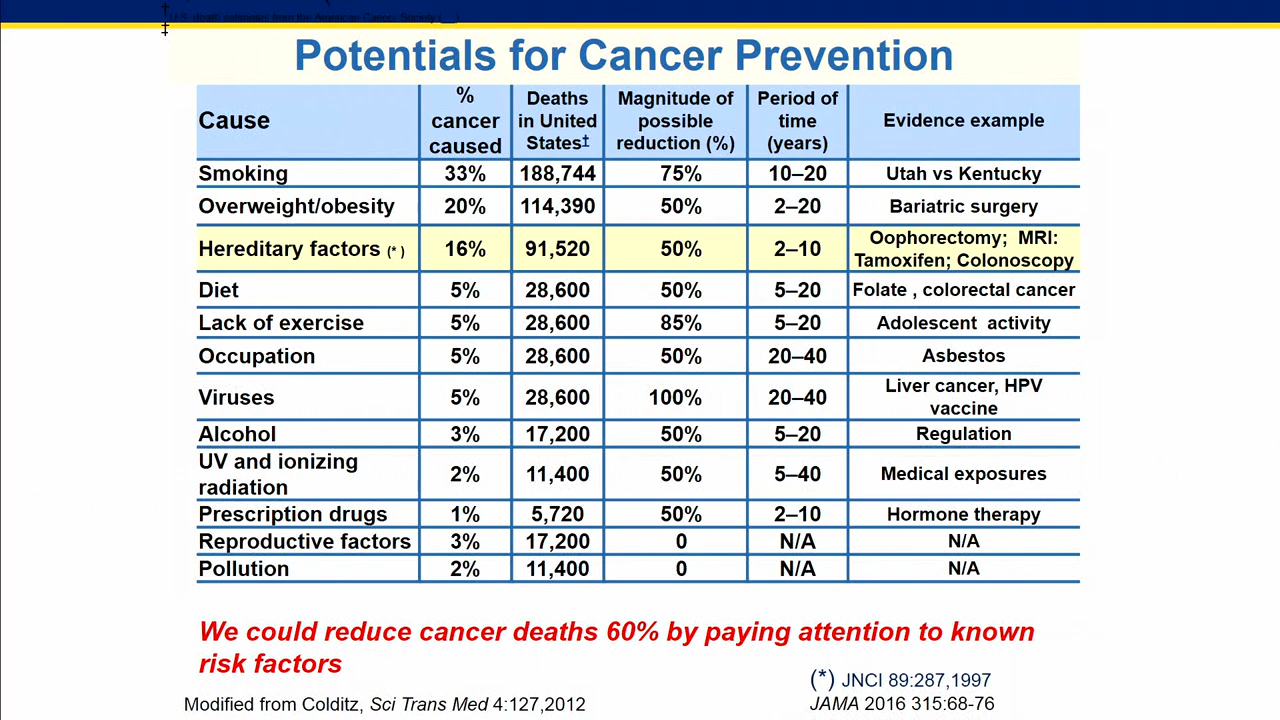 †
U.S. death estimates from the American Cancer Society
‡
Potentials for Cancer Prevention
Cause
%
cancer
caused
Deaths
in United
States‡
Magnitude of
possible
reduction (%)
Period of
time
(years)
Evidence example
Smoking 33% 188,744 75% 10–20 Utah vs Kentucky
Overweight/obesity 20% 114,390 50% 2–20 Bariatric surgery
Hereditary factors (*) 16% 91,520 50% 2–10 Oophorectomy; MRI:
Tamoxifen; Colonoscopy
Diet 5% 28,600 50% 5–20 Folate , colorectal cancer
Lack of exercise 5% 28,600 85% 5–20 Adolescent activity
Occupation 5% 28,600 50% 20–40 Asbestos
Viruses 5% 28,600 100% 20–40 Liver cancer, HPV
vaccine
Alcohol 3% 17,200 50% 5–20 Regulation
UV and ionizing
radiation 2% 11,400 50% 5–40 Medical exposures
Prescription drugs 1% 5,720 50% 2–10 Hormone therapy
Reproductive factors 3% 17,200 0 N/A N/A
Pollution 2% 11,400 0 N/A N/A
We could reduce cancer deaths 60% by paying attention to known
risk factors
(*) JNCI 89:287,1997
Modified from Colditz, Sci Trans Med 4:127,2012
JAMA 2016 315:68-76